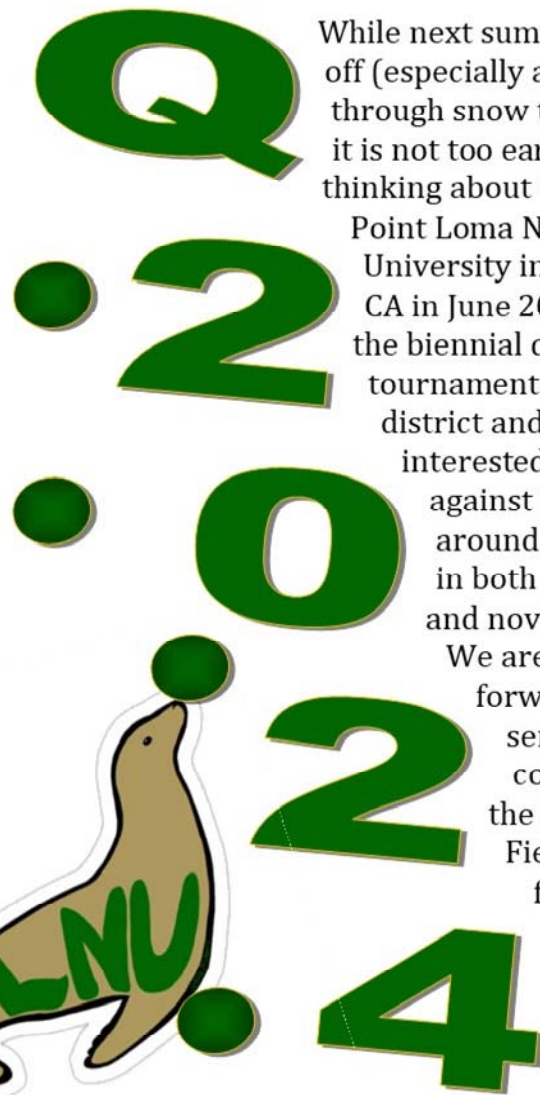 Q
2
0
2
4
While next sum
off (especially a
through snow t
it is not too ear
thinking about
Point Loma N
University in
CA in June 20
the biennial q
tournament
district and
interested
against
around
in both
and nov
We are
forw
ser
co
the
Fie
f
LNU